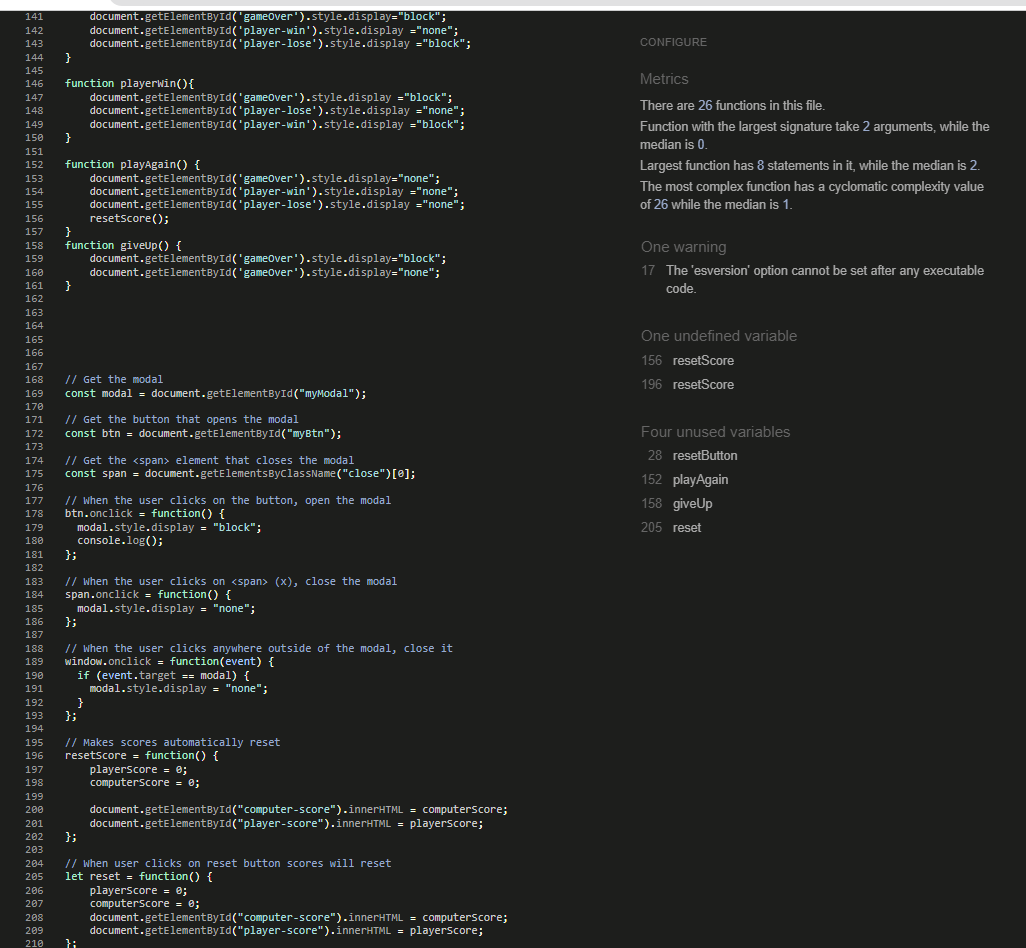 141 document.getElementById('gameOver').style.display="block";
142 document.getElementById('player-win').style.display ="none";
143 document.getElementById('player-lose').style.display ="block";
144 }
145
146 function playerWin(){
147 document.getElementById('gameOver').style.display ="block";
148 document.getElementById('player-lose').style.display ="none";
149 document.getElementById('player-win').style.display ="block";
150 }
151
152 function playAgain() {
153 document.getElementById('gameOver').style.display="none";
154 document.getElementById('player-win').style.display ="none";
155 document.getElementById('player-lose').style.display ="none";
156 resetScore();
157 }
158 function giveUp() {
159 document.getElementById('gameOver').style.display="block";
160 document.getElementById('gameOver').style.display="none";
161 }
162
163
164
165
166
167
168 // Get the modal
169 const modal = document.getElementById("myModal");
170
171 // Get the button that opens the modal
172 const btn = document.getElementById("myBtn");
173
174 // Get the <span> element that closes the modal
175 const span = document.getElementsByClassName("close")[0];
176
177 // When the user clicks on the button, open the modal
178 btn.onclick = function() {
179 modal.style.display = "block";
180 console.log();
181 };
182
183 // When the user clicks on <span> (x), close the modal
184 span.onclick = function() {
185 modal.style.display = "none";
186 };
187
188 // When the user clicks anywhere outside of the modal, close it
189 window.onclick = function(event) {
190 if (event.target == modal) {
191 modal.style.display = "none";
192 }
193 };
194
195 // Makes scores automatically reset
196 resetScore = function() {
197 playerScore = 0;
198 computerScore = 0;
199
200 document.getElementById("computer-score").innerHTML = computerScore;
201 document.getElementById("player-score").innerHTML = playerScore;
202 };
203
204 // When user clicks on reset button scores will reset
205 let reset = function() {
206 playerScore = 0;
207 computerScore = 0;
208 document.getElementById("computer-score").innerHTML = computerScore;
209 document.getElementById("player-score").innerHTML = playerScore;
210 };
CONFIGURE
Metrics
There are 26 functions in this file.
Function with the largest signature take 2 arguments, while the
median is 0.
Largest function has 8 statements in it, while the median is 2.
The most complex function has a cyclomatic complexity value
of 26 while the median is 1.
One warning
17 The 'esversion' option cannot be set after any executable
code.
One undefined variable
156 resetScore
196 resetScore
Four unused variables
28 resetButton
152 playAgain
158 giveUp
205 reset